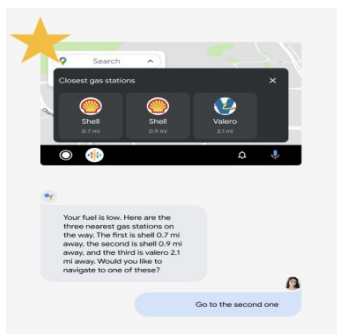 Search
Closest gas stations
Shell
0.7 mi
Shell
0.9 mi
Valero
2.1 mi
Your fuel is low. Here are the
three nearest gas stations on
the way. The first is shell 0.7 mi
away, the second is shell 0.9 mi
away, and the third is valero 2.1
mi away. Would you like to
navigate to one of these?
Go to the second one